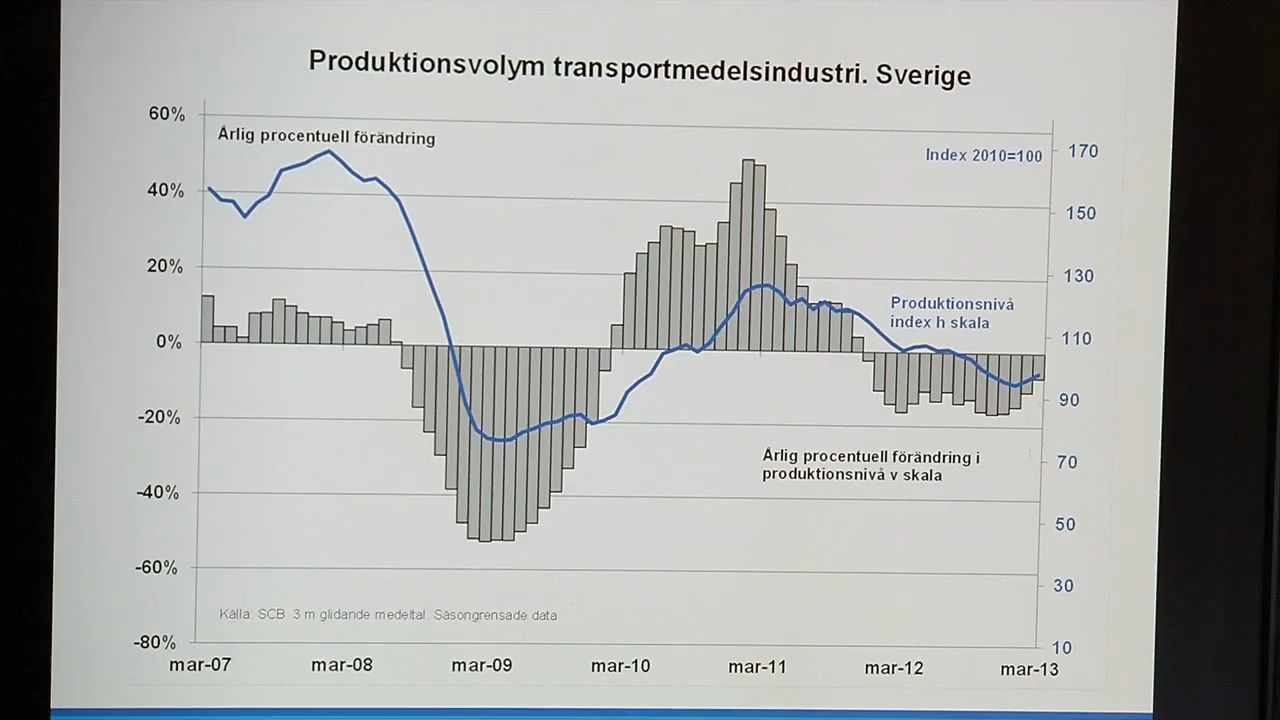 Produktionsvolym transportmedelsindustri. Sverige
60%
40%
20%
0%
-20%
-40%
-60%
-80%
Årlig procentuell förändring
Index 2010=100
170
150
130
110
90
70
50
30
10
Produktionsnivå
index h skala
Årlig procentuell förändring i
produktionsnivå v skala
Källa: SCB 3 m glidande medeltal. Säsongrensade data
mar-07
mar-08
mar-09
mar-10
mar-11
mar-12
mar-13